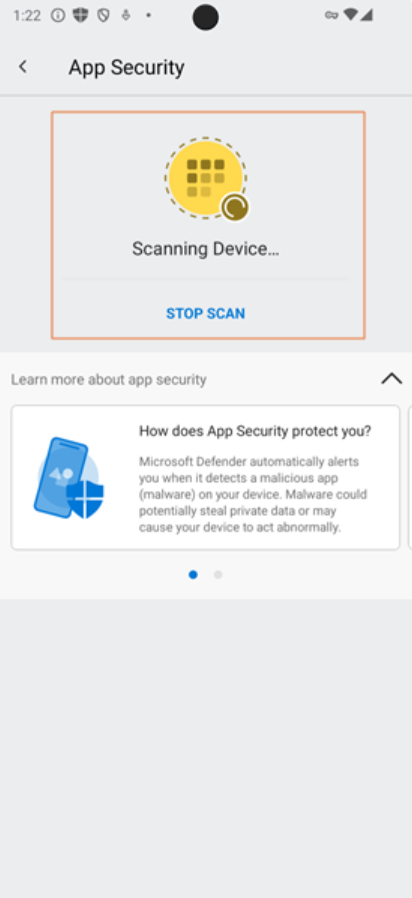 1:22
App Security
Scanning Device...
STOP SCAN
Learn more about app security
How does App Security protect you?
Microsoft Defender automatically alerts
you when it detects a malicious app
(malware) on your device. Malware could
potentially steal private data or may
cause your device to act abnormally.